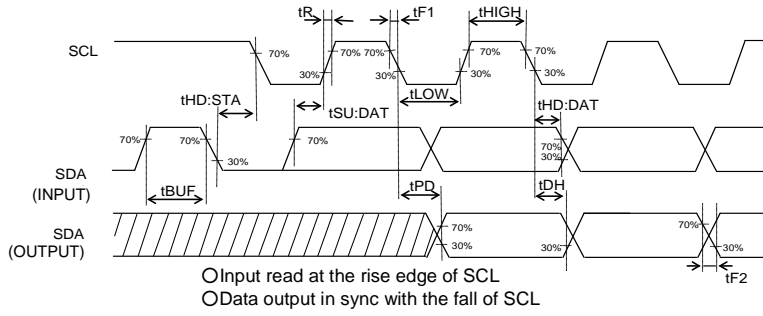 tR tF1 tHIGH
SCL 70% 30% 70% 70% 30% 70% 30% 70% 30%
tHD:STA tSU:DAT tLOW tHD:DAT
70% 70% 30% 70% 70% 30%
SDA
(INPUT)
tBUF tPD tDH
SDA
(OUTPUT)
70% 30% 30% 70% 30%
tF2
○Input read at the rise edge of SCL
○Data output in sync with the fall of SCL